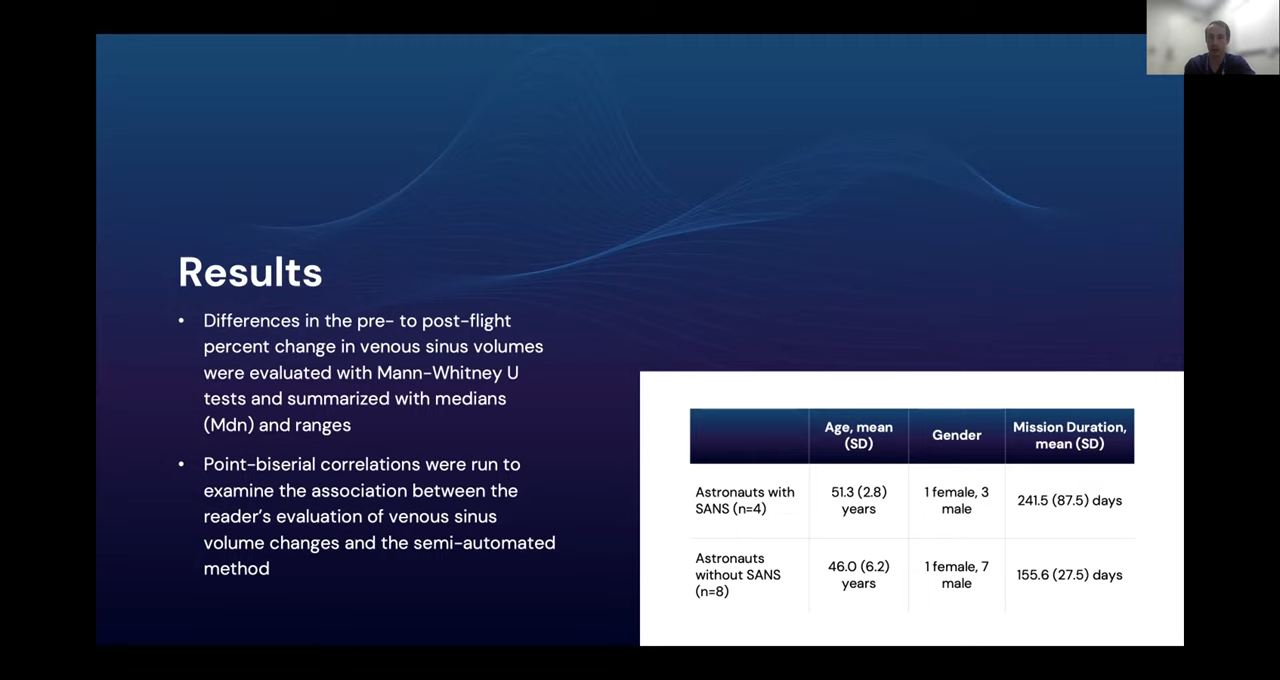 Results
• Differences in the pre- to post-flight
percent change in venous sinus volumes
were evaluated with Mann-Whitney U
tests and summarized with medians
(Mdn) and ranges
• Point-biserial correlations were run to
examine the association between the
reader's evaluation of venous sinus
volume changes and the semi-automated
method
Age, mean
(SD)
Gender
Mission Duration,
mean (SD)
Astronauts with
SANS (n=4)
51.3 (2.8)
years
1 female, 3
male
241.5 (87.5) days
Astronauts
without SANS
(n=8)
46.0 (6.2)
years
1 female, 7
male
155.6 (27.5) days